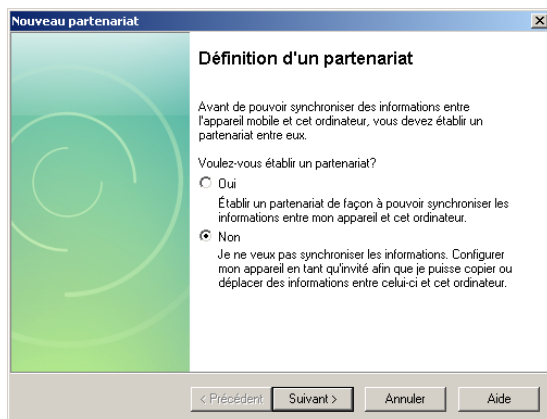 Nouveau partenariat
Définition d'un partenariat
Avant de pouvoir synchroniser des informations entre
l'appareil mobile et cet ordinateur, vous devez établir un
partenariat entre eux.
Voulez-vous établir un partenariat?
Oui
Établir un partenariat de façon à pouvoir synchroniser les
informations entre mon appareil et cet ordinateur.
Non
Je ne veux pas synchroniser les informations. Configurer
mon appareil en tant qu'invité afin que je puisse copier ou
déplacer des informations entre celui-ci et cet ordinateur.
< Précédent Suivant > Annuler Aide